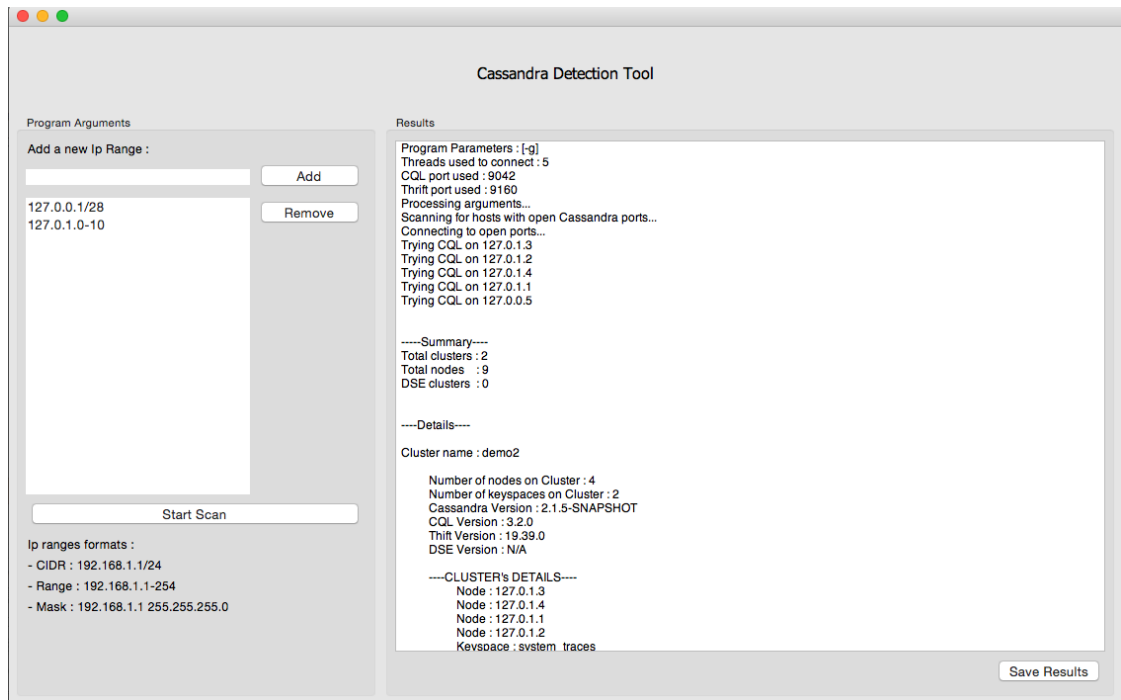 Cassandra Detection Tool
Program Arguments
Add a new Ip Range :
Add
127.0.0.1/28
127.0.1.0-10
Remove
Start Scan
Ip ranges formats :
- CIDR : 192.168.1.1/24
- Range : 192.168.1.1-254
- Mask : 192.168.1.1 255.255.255.0
Results
Program Parameters : [-g]
Threads used to connect : 5
CQL port used : 9042
Thrift port used : 9160
Processing arguments...
Scanning for hosts with open Cassandra ports...
Connecting to open ports...
Trying CQL on 127.0.1.3
Trying CQL on 127.0.1.2
Trying CQL on 127.0.1.4
Trying CQL on 127.0.1.1
Trying CQL on 127.0.0.5
-----Summary----
Total clusters : 2
Total nodes : 9
DSE clusters : 0
----Details----
Cluster name : demo2
Number of nodes on Cluster : 4
Number of keyspaces on Cluster : 2
Cassandra Version : 2.1.5-SNAPSHOT
CQL Version : 3.2.0
Thift Version : 19.39.0
DSE Version : N/A
----CLUSTER's DETAILS----
Node : 127.0.1.3
Node : 127.0.1.4
Node : 127.0.1.1
Node : 127.0.1.2
Keyspace : system_traces
Save Results